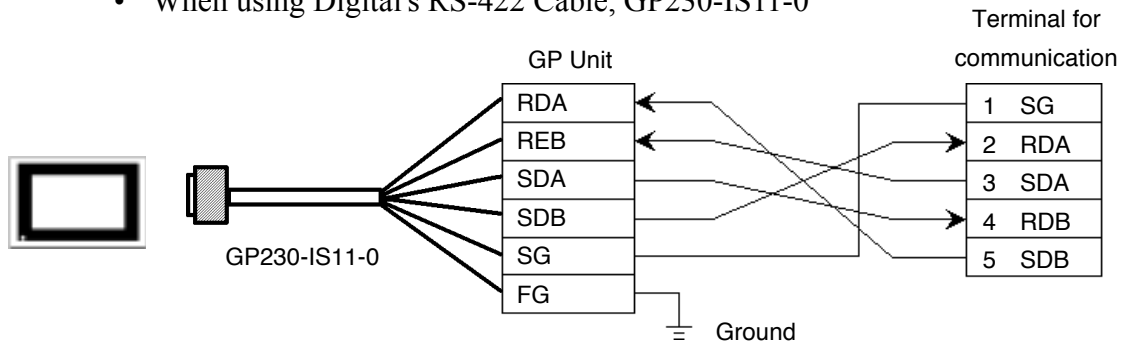 • When using Digital's RS-422 Cable, GP230-IS11-0
Terminal for
communication
GP Unit
RDA
REB
SDA
SDB
SG
FG
GP230-IS11-0
1 SG
2 RDA
3 SDA
4 RDB
5 SDB
Ground